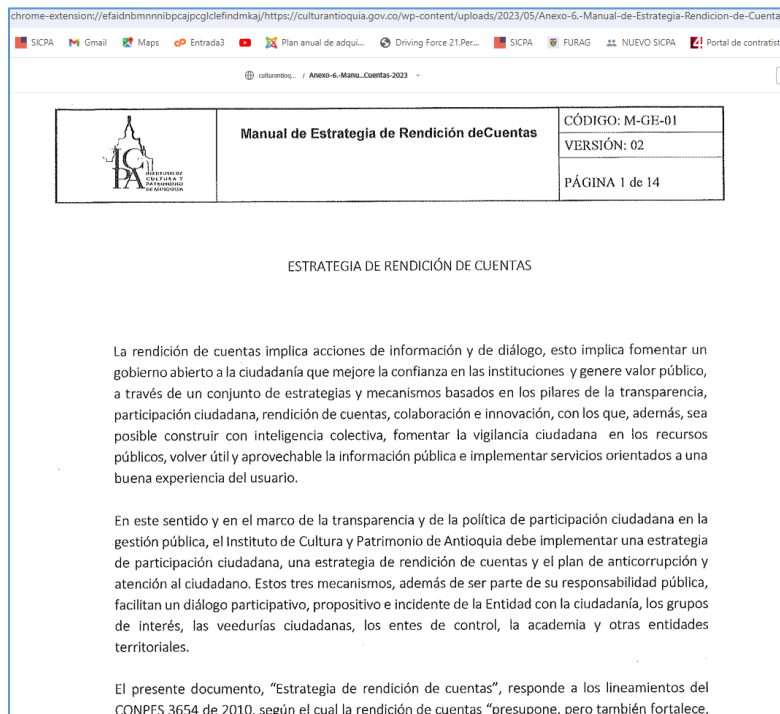 chrome-extension://efaidnbmnnnibpcajpcglclefindmkaj/https://culturantioquia.gov.co/wp-content/uploads/2023/05/Anexo-6.-Manual-de-Estrategia-Redicion-de-Cuenta
SICPA Gmail Maps Entrada3 Plan anual de adqui... Driving Force 21.Per... SICPA FURAG NUEVO SICPA Portal de contratist
culturantioq... / Anexo-6.-Manu...Cuentas-2023
ICPA
INSTITUTO DE
CULTURA Y
PATRIMONIO
DE ANTIOQUIA
Manual de Estrategia de Rendición deCuentas
CÓDIGO: M-GE-01
VERSIÓN: 02
PÁGINA 1 de 14
ESTRATEGIA DE RENDICIÓN DE CUENTAS
La rendición de cuentas implica acciones de información y de diálogo, esto implica fomentar un
gobierno abierto a la ciudadanía que mejore la confianza en las instituciones y genere valor público,
a través de un conjunto de estrategias y mecanismos basados en los pilares de la transparencia,
participación ciudadana, rendición de cuentas, colaboración e innovación, con los que, además, sea
posible construir con inteligencia colectiva, fomentar la vigilancia ciudadana en los recursos
públicos, volver útil y aprovechable la información pública e implementar servicios orientados a una
buena experiencia del usuario.
En este sentido y en el marco de la transparencia y de la política de participación ciudadana en la
gestión pública, el Instituto de Cultura y Patrimonio de Antioquia debe implementar una estrategia
de participación ciudadana, una estrategia de rendición de cuentas y el plan de anticorrupción y
atención al ciudadano. Estos tres mecanismos, además de ser parte de su responsabilidad pública,
facilitan un diálogo participativo, propositivo e incidente de la Entidad con la ciudadanía, los grupos
de interés, las veedurías ciudadanas, los entes de control, la academia y otras entidades
territoriales.
El presente documento, "Estrategia de rendición de cuentas", responde a los lineamientos del
CONPES 3654 de 2010, según el cual la rendición de cuentas "presupone, pero también fortalece,